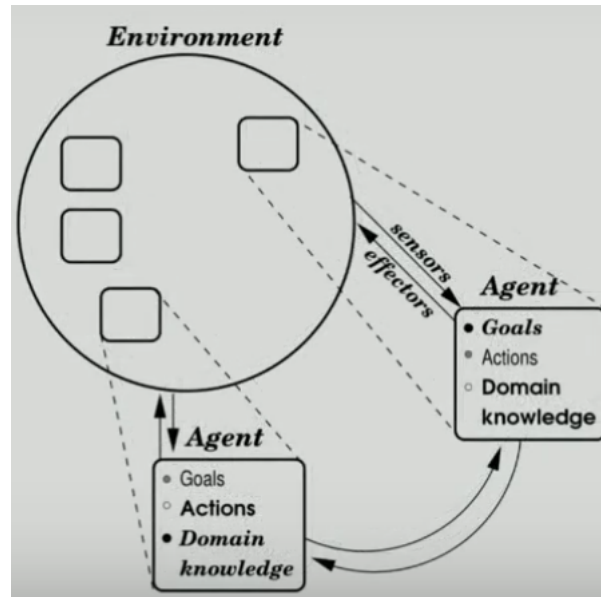 Environment
sensors
effectors
Agent
• Goals
• Actions
○ Domain
knowledge
Agent
• Goals
○ Actions
• Domain
knowledge